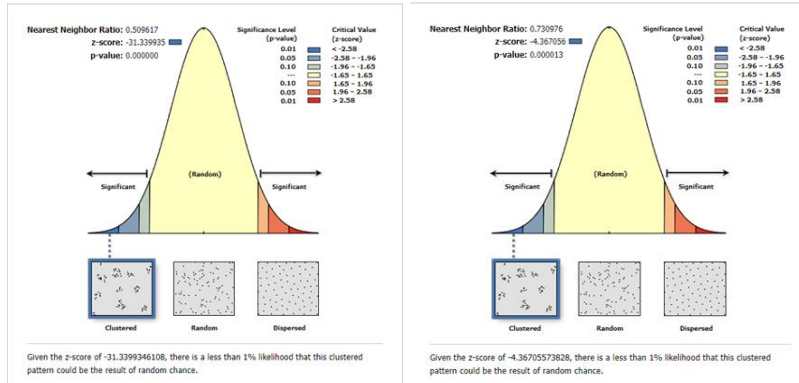 Nearest Neighbor Ratio: 0.509617
z-score: -31.339935
p-value: 0.000000
Significance Level
(p-value)
Critical Value
(z-score)
0.01 < -2.58
0.05 -2.58 - -1.96
0.10 -1.96 - -1.65
--- -1.65 - 1.65
0.10 1.65 - 1.96
0.05 1.96 - 2.58
0.01 > 2.58
(Random)
Significant
Significant
Clustered
Random
Dispersed
Given the z-score of -31.3399346108, there is a less than 1% likelihood that this clustered
pattern could be the result of random chance.
Nearest Neighbor Ratio: 0.730976
z-score: -4.367056
p-value: 0.000013
Significance Level
(p-value)
Critical Value
(z-score)
0.01 < -2.58
0.05 -2.58 - -1.96
0.10 -1.96 - -1.65
--- -1.65 - 1.65
0.10 1.65 - 1.96
0.05 1.96 - 2.58
0.01 > 2.58
(Random)
Significant
Significant
Clustered
Random
Dispersed
Given the z-score of -4.36705573828, there is a less than 1% likelihood that this clustered
pattern could be the result of random chance.